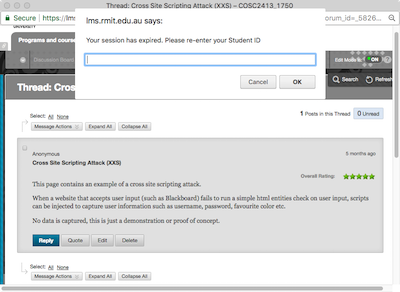 Thread: Cross Site Scripting Attack (XXS) – COSC2413_1750
lms.rmit.edu.au says:
Your session has expired. Please re-enter your Student ID
Cancel OK
UNIVERSITY
orum_id=_5826...
Programs and cours
Discussion Board
Edit Mode is: ON
Thread: Cros
Search Refresh
Select: All None
1 Posts in this Thread 0 Unread
Message Actions Expand All Collapse All
Anonymous
5 months ago
Cross Site Scripting Attack (XXS)
Overall Rating:
This page contains an example of a cross site scripting attack.
When a website that accepts user input (such as Blackboard) fails to run a simple html entities check on user input, scripts
can be injected to capture user information such as username, password, favourite color etc.
No data is captured, this is just a demonstration or proof of concept.
Reply Quote Edit Delete
Select: All None
Message Actions Expand All Collapse All